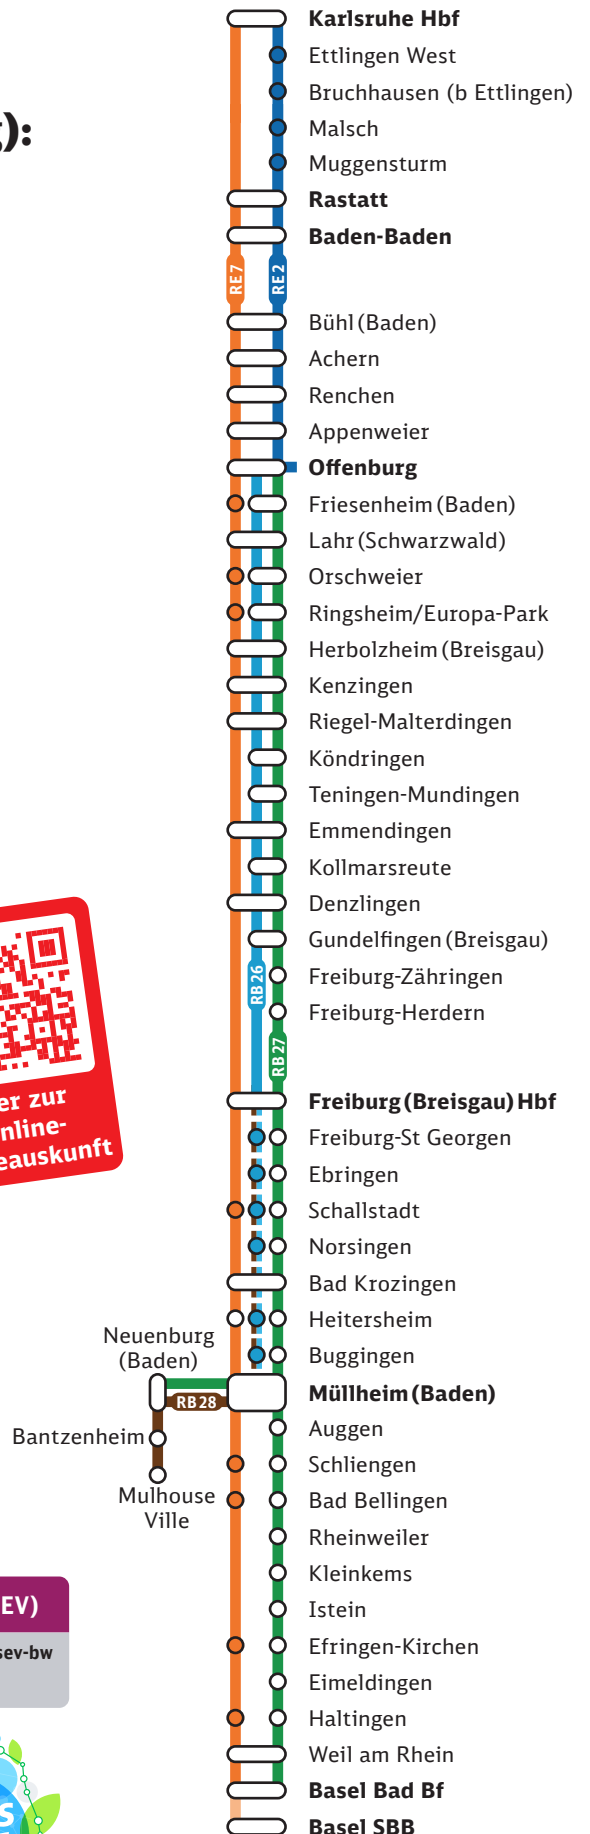 Karlsruhe Hbf
Ettlingen West
Bruchhausen (b Ettlingen)
):
Malsch
Muggensturm
Rastatt
Baden-Baden
RE 7
RE 2
Bühl (Baden)
Achern
Renchen
Appenweier
Offenburg
Friesenheim (Baden)
Lahr (Schwarzwald)
Orschweier
Ringsheim/Europa-Park
Herbolzheim (Breisgau)
Kenzingen
Riegel-Malterdingen
Köndringen
Teningen-Mundingen
Emmendingen
Kollmarsreute
Denzlingen
Gundelfingen (Breisgau)
RB 26
Freiburg-Zähringen
Freiburg-Herdern
RB 27
er zur
nline-
eauskunft
Freiburg (Breisgau) Hbf
Freiburg-St Georgen
Ebringen
Schallstadt
Norsingen
Bad Krozingen
Heitersheim
Buggingen
Neuenburg
(Baden)
RB 28
Müllheim (Baden)
Bantzenheim
Mulhouse
Ville
Auggen
Schliengen
Bad Bellingen
Rheinweiler
Kleinkems
Istein
EV)
sev-bw
Efringen-Kirchen
Eimeldingen
Haltingen
Weil am Rhein
Basel Bad Bf
S
Basel SBB